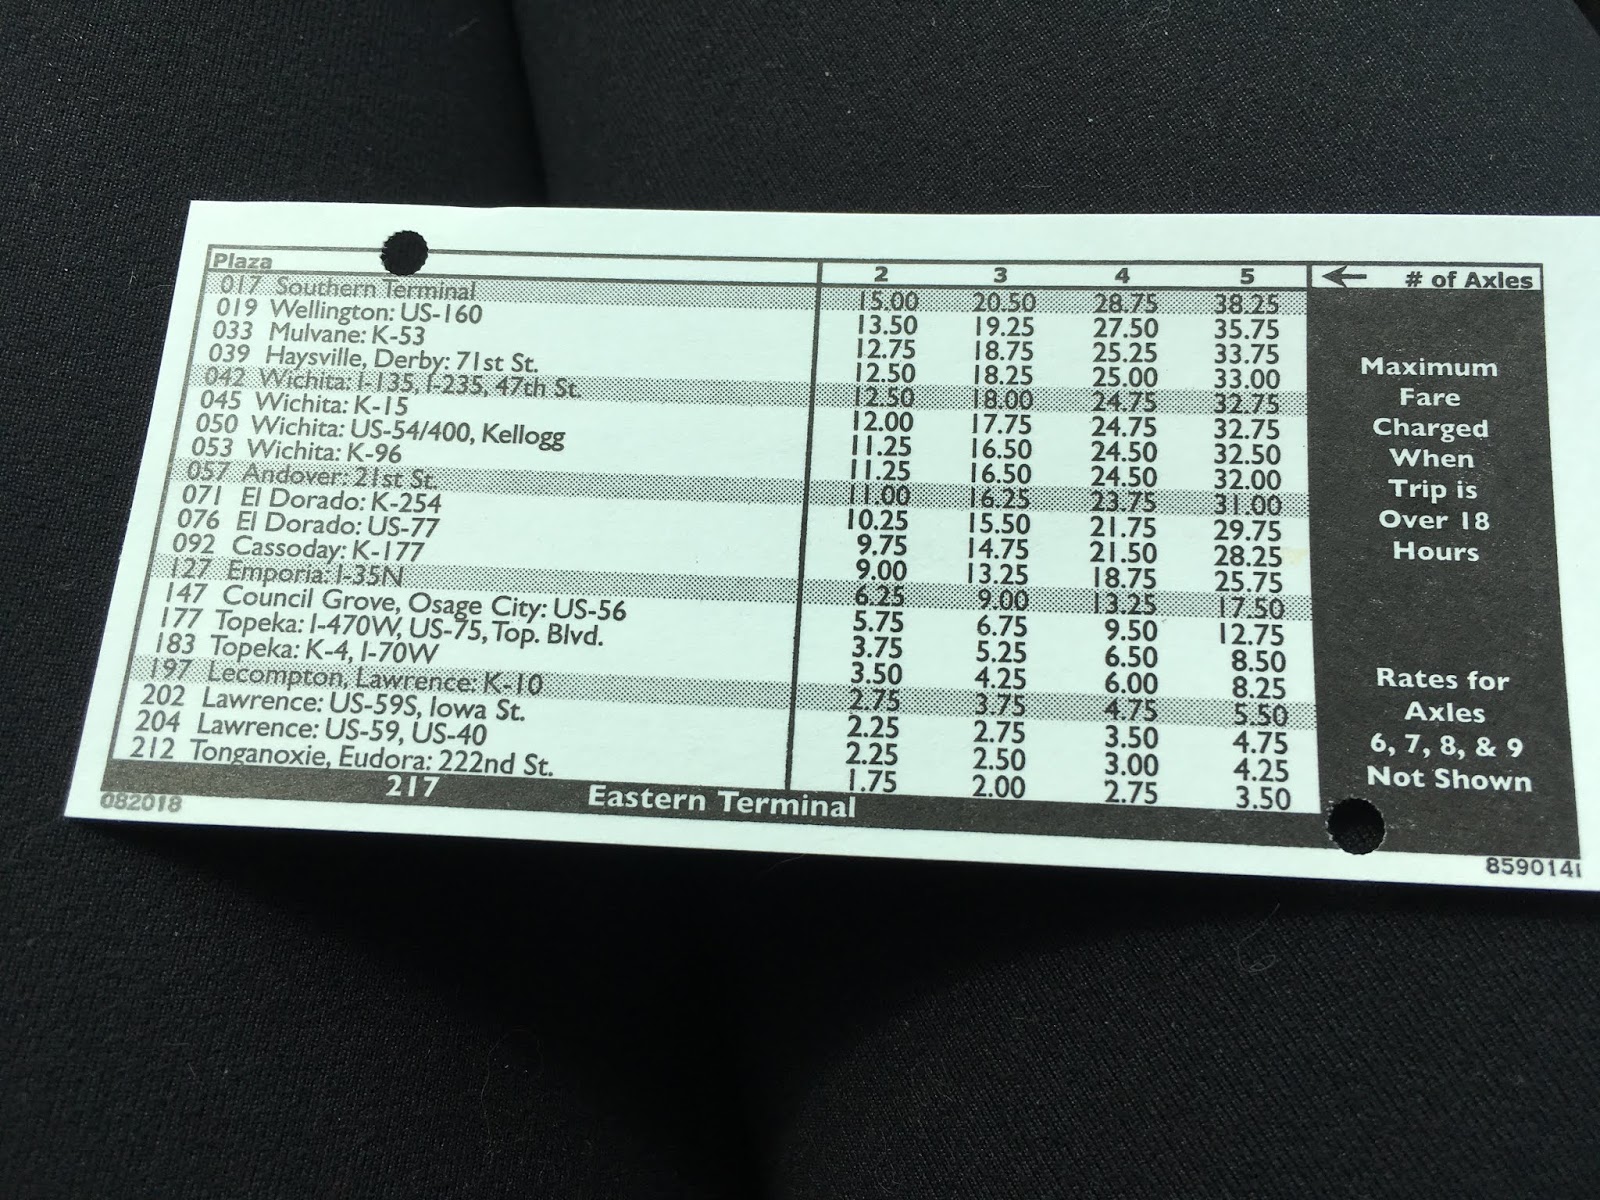 Plaza 2 3 4 5 # of Axles
017 Southern Terminal 15.00 20.50 28.75 38.25
019 Wellington: US-160 13.50 19.25 27.50 35.75
033 Mulvane: K-53 12.75 18.75 25.25 33.75
039 Haysville, Derby: 71st St. 12.50 18.25 25.00 33.00
042 Wichita: I-135, I-235, 47th St. 12.50 18.00 24.75 32.75
045 Wichita: K-15 12.00 17.75 24.75 32.75
050 Wichita: US-54/400, Kellogg 11.25 16.50 24.50 32.50
053 Wichita: K-96 11.25 16.50 24.50 32.00
057 Andover: 21st St. 11.00 16.25 23.75 31.00
071 El Dorado: K-254 10.25 15.50 21.75 29.75
076 El Dorado: US-77 9.75 14.75 21.50 28.25
092 Cassoday: K-177 9.00 13.25 18.75 25.75
127 Emporia: I-35N 6.25 9.00 13.25 17.50
147 Council Grove, Osage City: US-56 5.75 6.75 9.50 12.75
177 Topeka: I-470W, US-75, Top. Blvd. 3.75 5.25 6.50 8.50
183 Topeka: K-4, I-70W 3.50 4.25 6.00 8.25
197 Lecompton, Lawrence: K-10 2.75 3.75 4.75 5.50
202 Lawrence: US-59S, Iowa St. 2.25 2.75 3.50 4.75
204 Lawrence: US-59, US-40 2.25 2.50 3.00 4.25
212 Tonganoxie, Eudora: 222nd St. 1.75 2.00 2.75 3.50
217 Eastern Terminal
Maximum
Fare
Charged
When
Trip is
Over 18
Hours
Rates for
Axles
6, 7, 8, & 9
Not Shown
082018
8590141